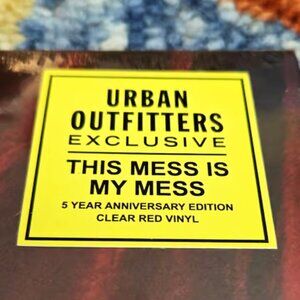 URBAN
OUTFITTERS
EXCLUSIVE
THIS MESS IS
MY MESS
5 YEAR ANNIVERSARY EDITION
CLEAR RED VINYL